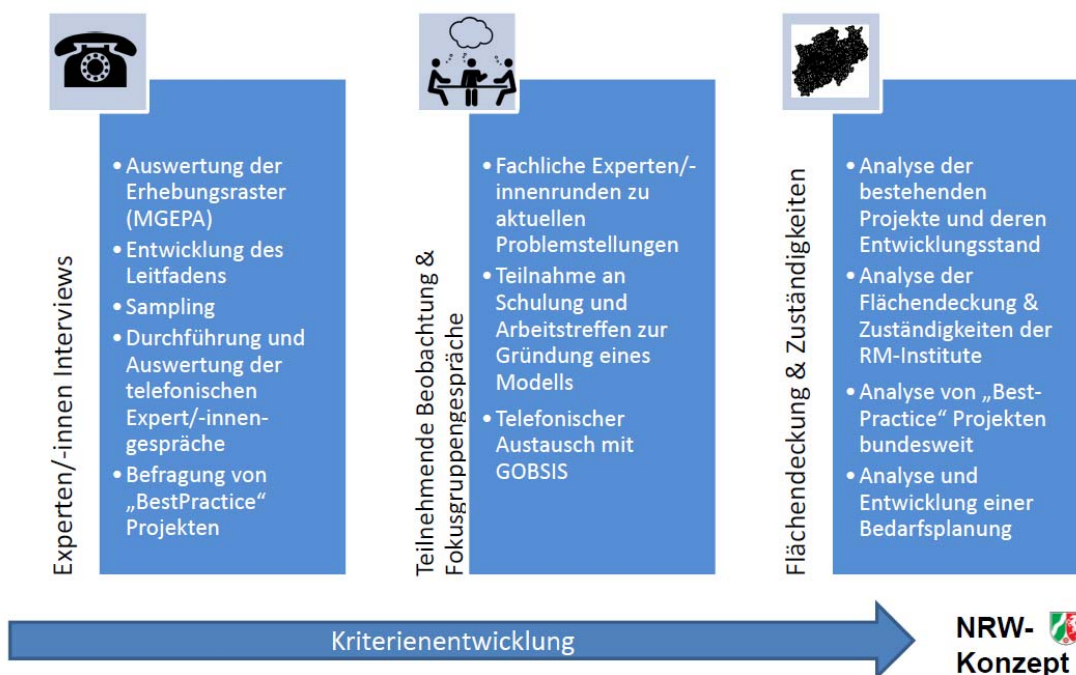 Experten/-innen Interviews
• Auswertung der
Erhebungsraster
(MGEPA)
• Entwicklung des
Leitfadens
• Sampling
• Durchführung und
Auswertung der
telefonischen
Expert/-innen-
gespräche
• Befragung von
„BestPractice“
Projekten
Teilnehmende Beobachtung &
Fokusgruppengespräche
• Fachliche Experten/-
innenrunden zu
aktuellen
Problemstellungen
• Teilnahme an
Schulung und
Arbeitstreffen zur
Gründung eines
Modells
• Telefonischer
Austausch mit
GOBSIS
Flächendeckung & Zuständigkeiten
• Analyse der
bestehenden
Projekte und deren
Entwicklungsstand
• Analyse der
Flächendeckung &
Zuständigkeiten der
RM-Institute
• Analyse von „Best-
Practice“ Projekten
bundesweit
• Analyse und
Entwicklung einer
Bedarfsplanung
Kriterienentwicklung
NRW-
Konzept